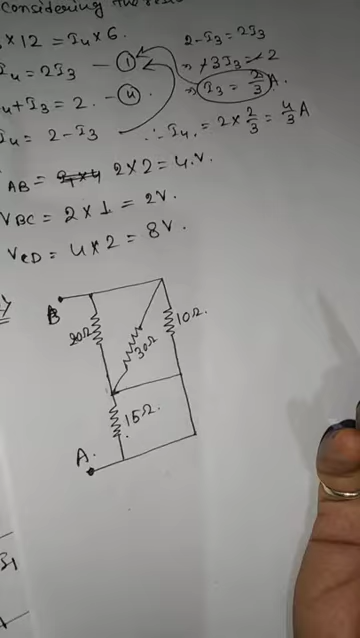 Considering the
× 12 = I4 × 6.
I4 = 2I3 — (1)
I4 + I3 = 2. — (4)
I4 = 2 - I3
2 - I3 = 2I3
⇒ 3I3 = 2
⇒ I3 = 2/3 A.
∴ I4 = 2 × 2/3 = 4/3 A
AB = 2 × 2 = 4.V.
VBC = 2 × 1 = 2V.
VCD = 4 × 2 = 8V.
B
20Ω
30Ω
10Ω.
15Ω.
A.